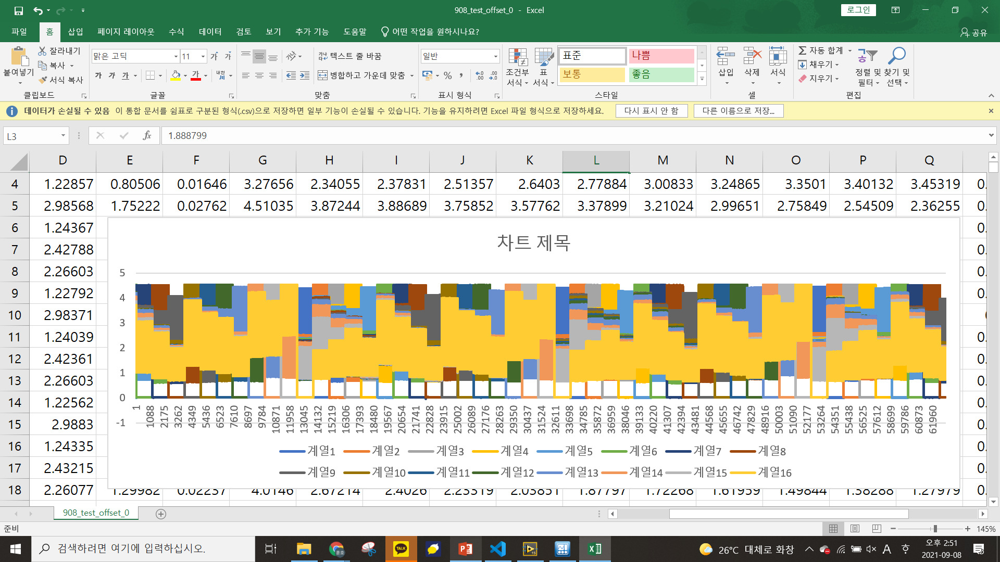 908_test_offset_0 - Excel
로그인
파일 홈 삽입 페이지 레이아웃 수식 데이터 검토 보기 추가 기능 도움말 어떤 작업을 원하시나요? 공유
붙여넣기 잘라내기 복사 서식 복사 클립보드
맑은 고딕 11 가 가 가 가 가 가 내천 글꼴
텍스트 줄 바꿈 병합하고 가운데 맞춤 맞춤
일반 % 표시 형식
조건부 서식 표 서식 표준 나쁨 보통 좋음 스타일
삽입 삭제 서식 셀
자동 합계 채우기 지우기 정렬 및 필터 찾기 및 선택 편집
데이터가 손실될 수 있음 이 통합 문서를 쉼표로 구분된 형식(.csv)으로 저장하면 일부 기능이 손실될 수 있습니다. 기능을 유지하려면 Excel 파일 형식으로 저장하세요. 다시 표시 안 함 다른 이름으로 저장...
L3 fx 1.888799
D E F G H I J K L M N O P Q
4 1.22857 0.80506 0.01646 3.27656 2.34055 2.37831 2.51357 2.6403 2.77884 3.00833 3.24865 3.3501 3.40132 3.45319 0.
5 2.98568 1.75222 0.02762 4.51035 3.87244 3.88689 3.75852 3.57762 3.37899 3.21024 2.99651 2.75849 2.54509 2.36255 0.
6 1.24367 0.
7 2.42788 0.
8 2.26603 0.
9 1.22792 0.
10 2.98371
11 1.24039 0.
12 2.42361 0.
13 2.26603 0.
14 1.22562 0.
15 2.9883 0.
16 1.24335 0.
17 2.43215 0.
18 2.26077 1.29982 0.02237 4.0146 2.67214 2.4026 2.23319 2.03851 1.87797 1.72268 1.61959 1.49844 1.38288 1.27979 0.
차트 제목
5
4
3
2
1
0
-1
1 1088 2175 3262 4349 5436 6523 7610 8697 9784 10871 11958 13045 14132 15219 16306 17393 18480 19567 20654 21741 22828 23915 25002 26089 27176 28263 29350 30437 31524 32611 33698 34785 35872 36959 38046 39133 40220 41307 42394 43481 44568 45655 46742 47829 48916 50003 51090 52177 53264 54351 55438 56525 57612 58699 59786 60873 61960
계열1 계열2 계열3 계열4 계열5 계열6 계열7 계열8
계열9 계열10 계열11 계열12 계열13 계열14 계열15 계열16
908_test_offset_0
준비 145%
검색하려면 여기에 입력하십시오. TALK 15 26°C 대체로 화창 A 오후 2:51
2021-09-08